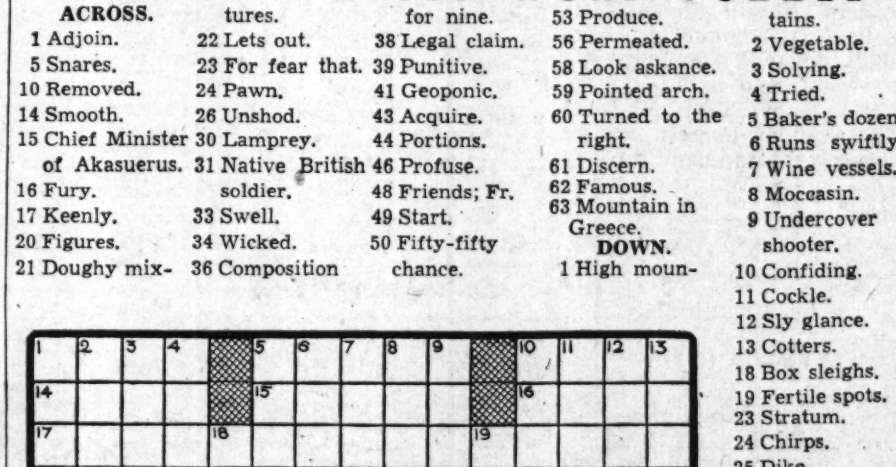 ACROSS.
1 Adjoin.
5 Snares.
10 Removed.
14 Smooth.
15 Chief Minister
of Akasuerus.
16 Fury.
17 Keenly.
20 Figures.
21 Doughy mix-
tures.
22 Lets out.
23 For fear that.
24 Pawn.
26 Unshod.
30 Lamprey.
31 Native British
soldier.
33 Swell.
34 Wicked.
36 Composition
for nine.
38 Legal claim.
39 Punitive.
41 Geoponic.
43 Acquire.
44 Portions.
46 Profuse.
48 Friends; Fr.
49 Start.
50 Fifty-fifty
chance.
53 Produce.
56 Permeated.
58 Look askance.
59 Pointed arch.
60 Turned to the
right.
61 Discern.
62 Famous.
63 Mountain in
Greece.
DOWN.
1 High moun-
tains.
2 Vegetable.
3 Solving.
4 Tried.
5 Baker's dozen
6 Runs swiftly
7 Wine vessels.
8 Moccasin.
9 Undercover
shooter.
10 Confiding.
11 Cockle.
12 Sly glance.
13 Cotters.
18 Box sleighs.
19 Fertile spots.
23 Stratum.
24 Chirps.
25 Dike
1 2 3 4 5 6 7 8 9 10 11 12 13
14 15 16
17 18 19